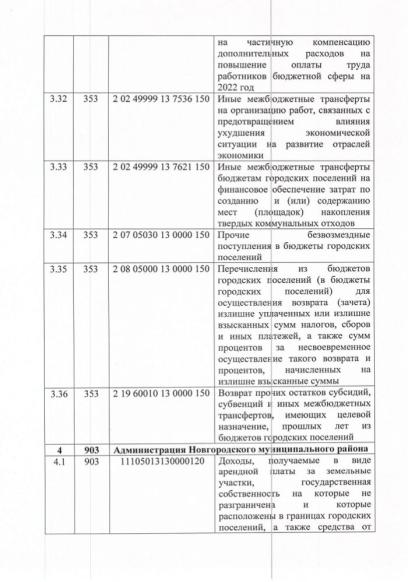 на частичную компенсацию
дополнительных расходов на
повышение оплаты труда
работников бюджетной сферы на
2022 год
3.32 353 2 02 49999 13 7536 150 Иные межбюджетные трансферты
на организацию работ, связанных с
предотвращением влияния
ухудшения экономической
ситуации на развитие отраслей
экономики
3.33 353 2 02 49999 13 7621 150 Иные межбюджетные трансферты
бюджетам городских поселений на
финансовое обеспечение затрат по
созданию и (или) содержанию
мест (площадок) накопления
твердых коммунальных отходов
3.34 353 2 07 05030 13 0000 150 Прочие безвозмездные
поступления в бюджеты городских
поселений
3.35 353 2 08 05000 13 0000 150 Перечисления из бюджетов
городских поселений (в бюджеты
городских поселений) для
осуществления возврата (зачета)
излишне уплаченных или излишне
взысканных сумм налогов, сборов
и иных платежей, а также сумм
процентов за несвоевременное
осуществление такого возврата и
процентов, начисленных на
излишне взысканные суммы
3.36 353 2 19 60010 13 0000 150 Возврат прочих остатков субсидий,
субвенций и иных межбюджетных
трансфертов, имеющих целевой
назначение, прошлых лет из
бюджетов городских поселений
4 903 Администрация Новгородского муниципального района
4.1 903 11105013130000120 Доходы, получаемые в виде
арендной платы за земельные
участки, государственная
собственность на которые не
разграничена и которые
расположены в границах городских
поселений, а также средства от